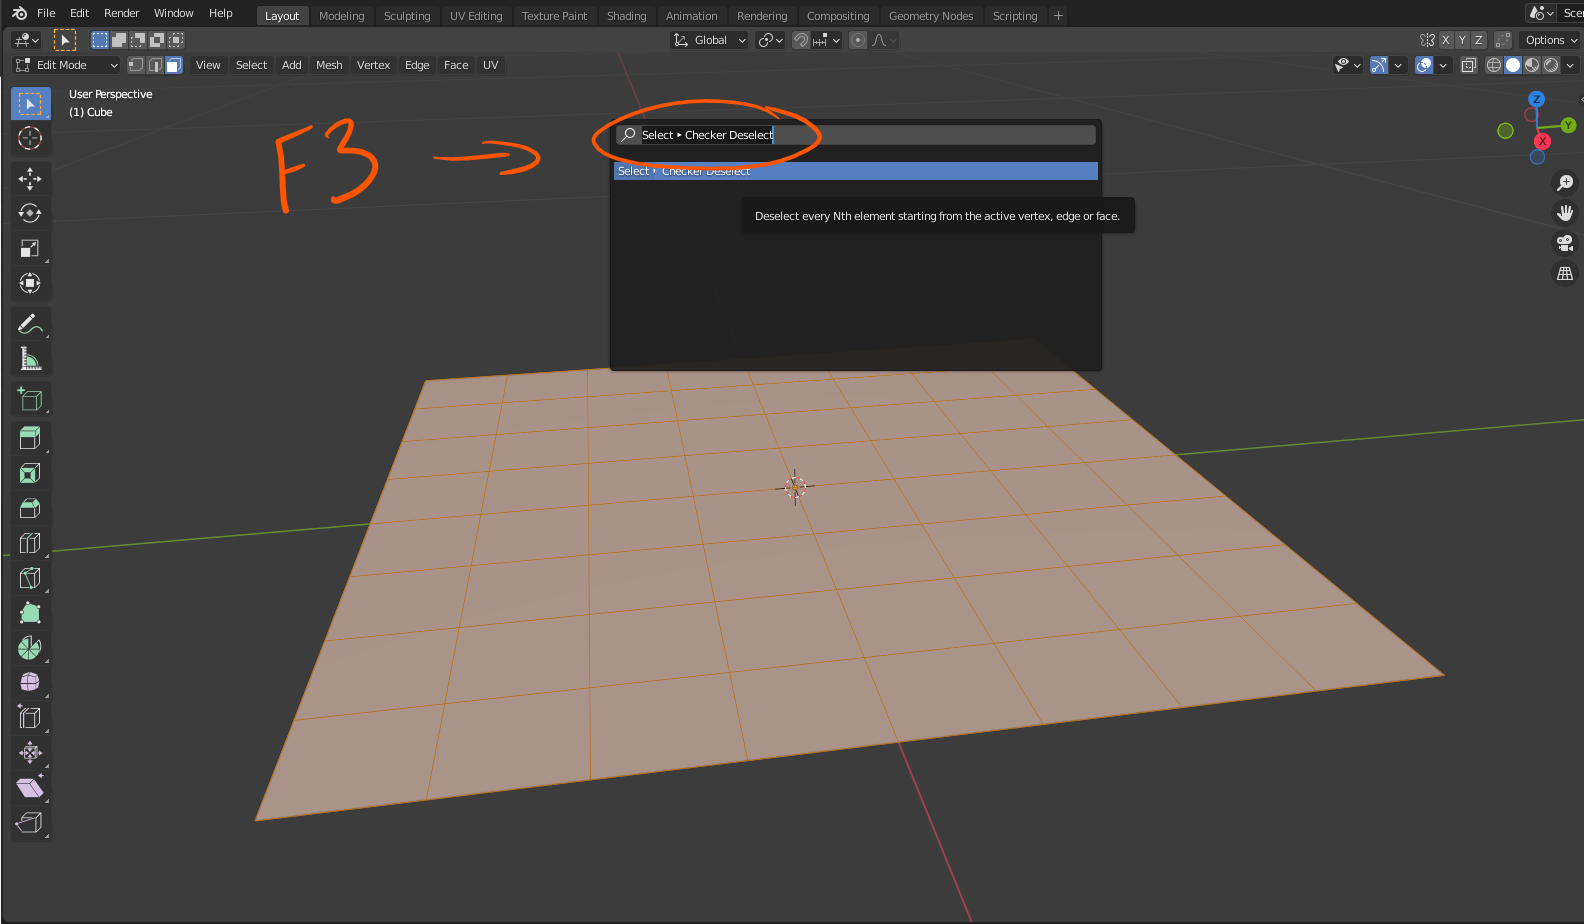 File Edit Render Window Help Layout Modeling Sculpting UV Editing Texture Paint Shading Animation Rendering Compositing Geometry Nodes Scripting + Scen
Global X Y Z Options
Edit Mode View Select Add Mesh Vertex Edge Face UV
User Perspective
(1) Cube
F3
Select ▸ Checker Deselect
Select ▸ Checker Deselect
Deselect every Nth element starting from the active vertex, edge or face.
Z
Y
X